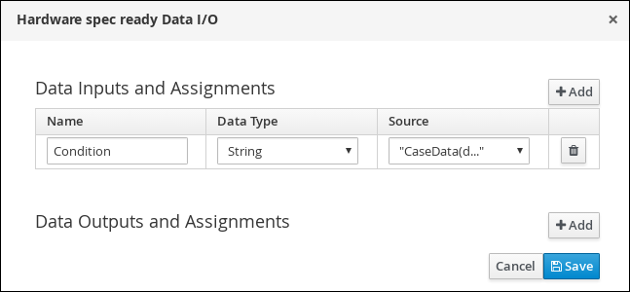 Hardware spec ready Data I/O ×
Data Inputs and Assignments
+ Add
Name Data Type Source
Condition String "CaseData(d..."
Data Outputs and Assignments
+ Add
Cancel Save